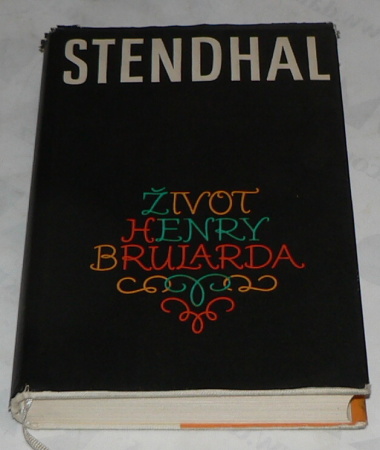 STENDHAL
ŽIVOT
HENRY
BRULARDA